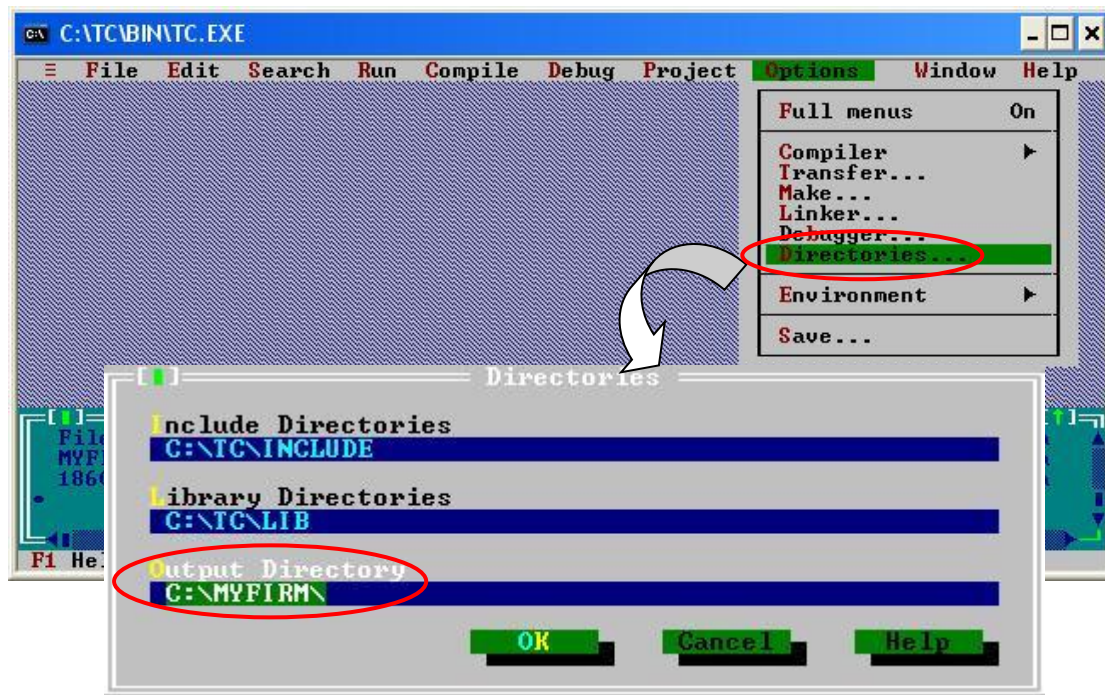 C:\TC\BIN\TC.EXE
≡ File Edit Search Run Compile Debug Project Options Window Help
Full menus On
Compiler
Transfer...
Make...
Linker...
Debugger...
Directories...
Environment
Save...
Directories
Include Directories
C:\TC\INCLUDE
Library Directories
C:\TC\LIB
Output Directory
C:\MYFIRM\
OK Cancel Help
F1